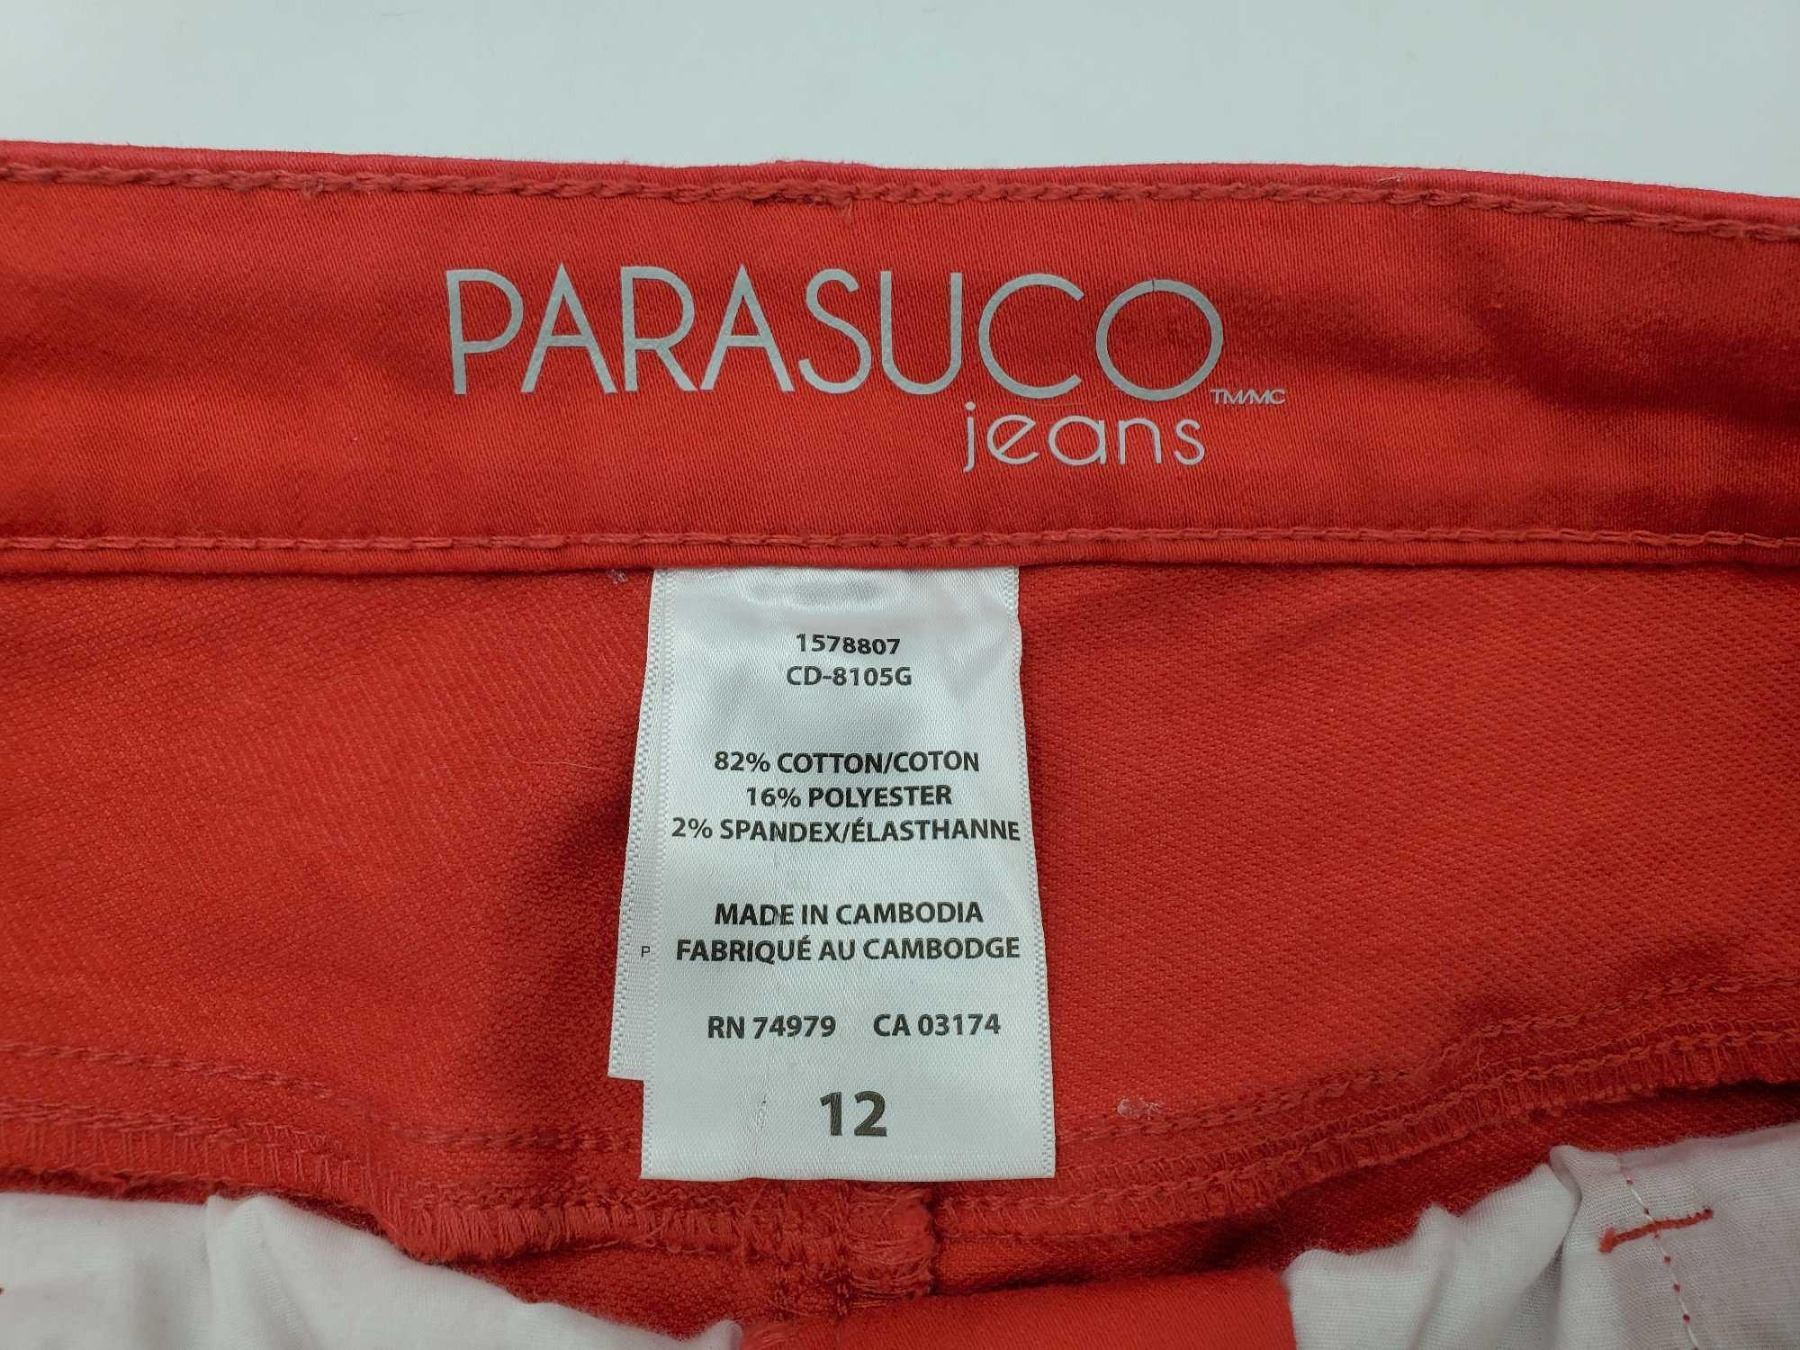 PARASUCO
TM/MC
jeans
1578807
CD-8105G
82% COTTON/COTON
16% POLYESTER
2% SPANDEX/ÉLASTHANNE
MADE IN CAMBODIA
P
FABRIQUÉ AU CAMBODGE
RN 74979 CA 03174
12